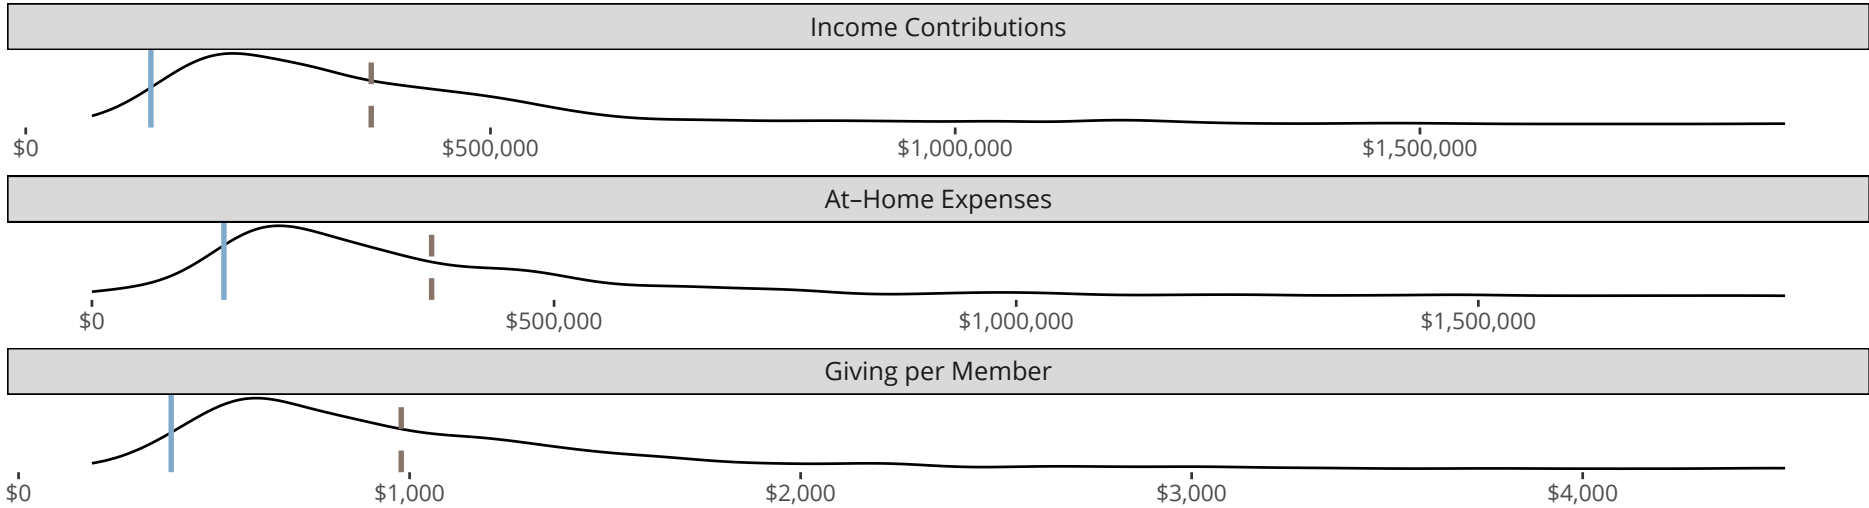 Income Contributions
$0 $500,000 $1,000,000 $1,500,000
At–Home Expenses
$0 $500,000 $1,000,000 $1,500,000
Giving per Member
$0 $1,000 $2,000 $3,000 $4,000